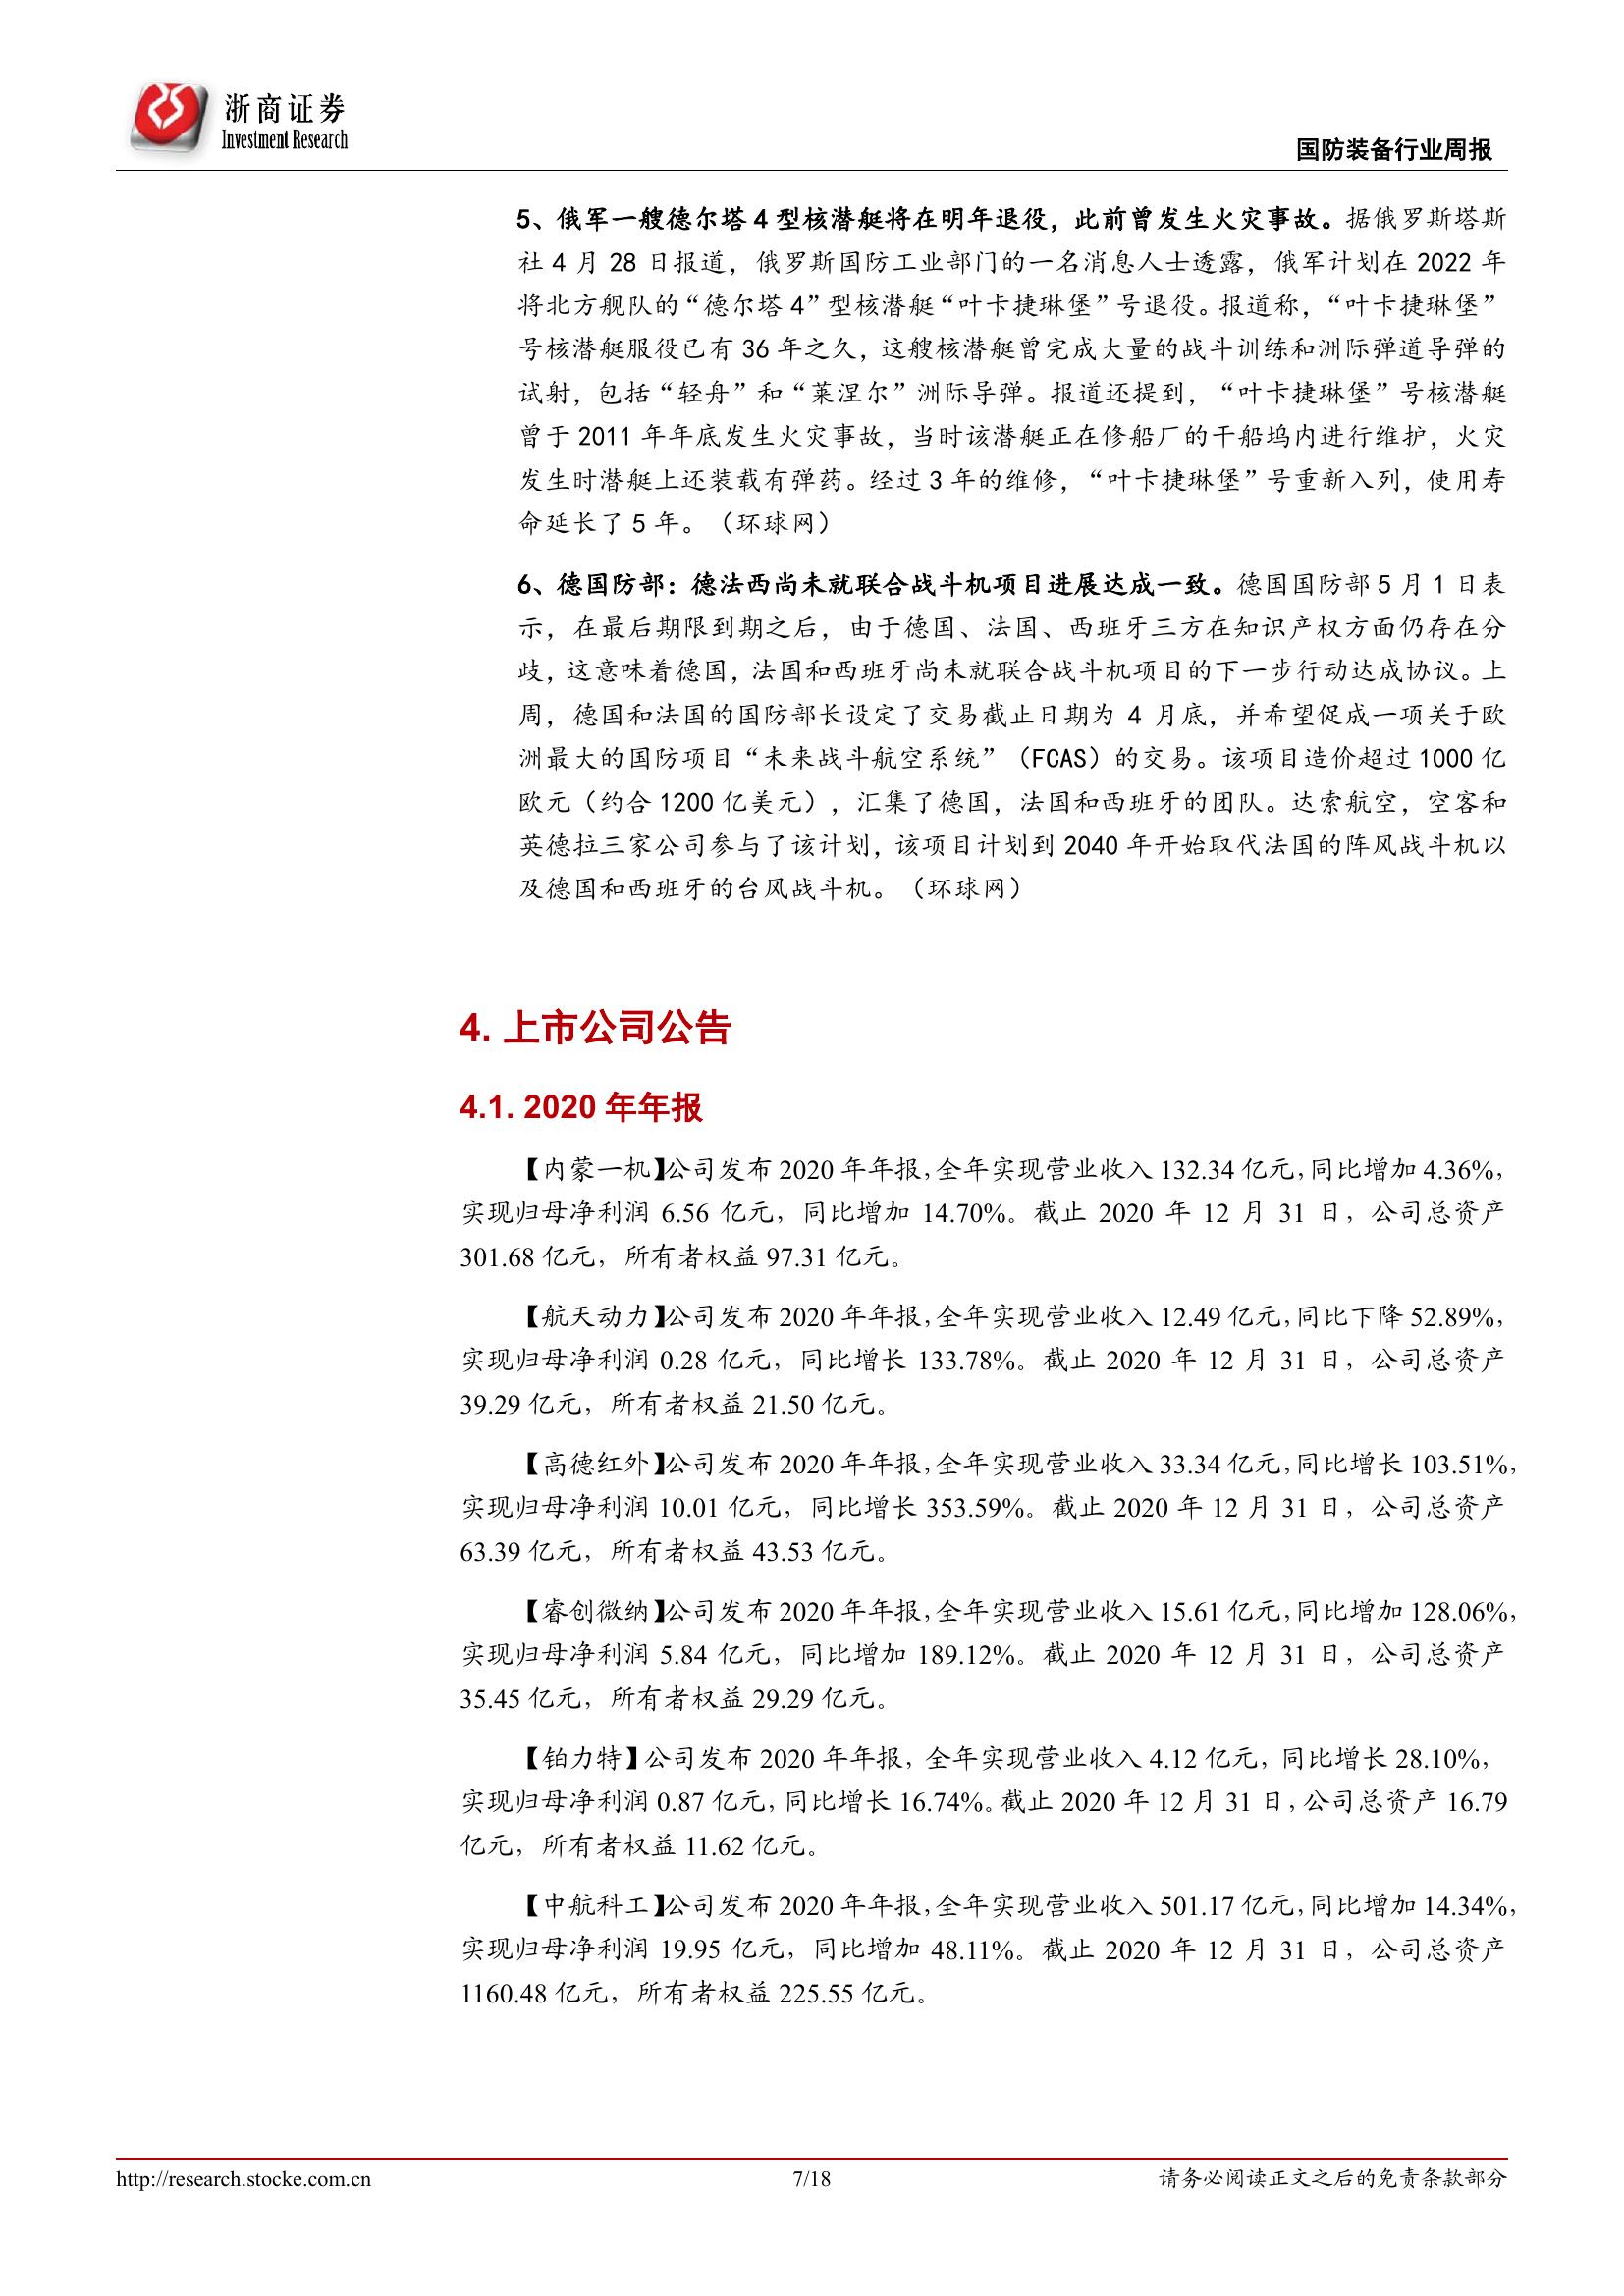 浙商证券
Investment Research
国防装备行业周报
5、俄军一艘德尔塔 4 型核潜艇将在明年退役，此前曾发生火灾事故。据俄罗斯塔斯
社 4 月 28 日报道，俄罗斯国防工业部门的一名消息人士透露，俄军计划在 2022 年
将北方舰队的“德尔塔 4”型核潜艇“叶卡捷琳堡”号退役。报道称，“叶卡捷琳堡”
号核潜艇服役已有 36 年之久，这艘核潜艇曾完成大量的战斗训练和洲际弹道导弹的
试射，包括“轻舟”和“莱涅尔”洲际导弹。报道还提到，“叶卡捷琳堡”号核潜艇
曾于 2011 年年底发生火灾事故，当时该潜艇正在修船厂的干船坞内进行维护，火灾
发生时潜艇上还装载有弹药。经过 3 年的维修，“叶卡捷琳堡”号重新入列，使用寿
命延长了 5 年。（环球网）
6、德国防部：德法西尚未就联合战斗机项目进展达成一致。德国国防部 5 月 1 日表
示，在最后期限到期之后，由于德国、法国、西班牙三方在知识产权方面仍存在分
歧，这意味着德国，法国和西班牙尚未就联合战斗机项目的下一步行动达成协议。上
周，德国和法国的国防部长设定了交易截止日期为 4 月底，并希望促成一项关于欧
洲最大的国防项目“未来战斗航空系统”（FCAS）的交易。该项目造价超过 1000 亿
欧元（约合 1200 亿美元），汇集了德国，法国和西班牙的团队。达索航空，空客和
英德拉三家公司参与了该计划，该项目计划到 2040 年开始取代法国的阵风战斗机以
及德国和西班牙的台风战斗机。（环球网）
4. 上市公司公告
4.1. 2020 年年报
【内蒙一机】公司发布 2020 年年报，全年实现营业收入 132.34 亿元，同比增加 4.36%，
实现归母净利润 6.56 亿元，同比增加 14.70%。截止 2020 年 12 月 31 日，公司总资产
301.68 亿元，所有者权益 97.31 亿元。
【航天动力】公司发布 2020 年年报，全年实现营业收入 12.49 亿元，同比下降 52.89%，
实现归母净利润 0.28 亿元，同比增长 133.78%。截止 2020 年 12 月 31 日，公司总资产
39.29 亿元，所有者权益 21.50 亿元。
【高德红外】公司发布 2020 年年报，全年实现营业收入 33.34 亿元，同比增长 103.51%，
实现归母净利润 10.01 亿元，同比增长 353.59%。截止 2020 年 12 月 31 日，公司总资产
63.39 亿元，所有者权益 43.53 亿元。
【睿创微纳】公司发布 2020 年年报，全年实现营业收入 15.61 亿元，同比增加 128.06%，
实现归母净利润 5.84 亿元，同比增加 189.12%。截止 2020 年 12 月 31 日，公司总资产
35.45 亿元，所有者权益 29.29 亿元。
【铂力特】公司发布 2020 年年报，全年实现营业收入 4.12 亿元，同比增长 28.10%，
实现归母净利润 0.87 亿元，同比增长 16.74%。截止 2020 年 12 月 31 日，公司总资产 16.79
亿元，所有者权益 11.62 亿元。
【中航科工】公司发布 2020 年年报，全年实现营业收入 501.17 亿元，同比增加 14.34%，
实现归母净利润 19.95 亿元，同比增加 48.11%。截止 2020 年 12 月 31 日，公司总资产
1160.48 亿元，所有者权益 225.55 亿元。
http://research.stocke.com.cn
7/18
请务必阅读正文之后的免责条款部分